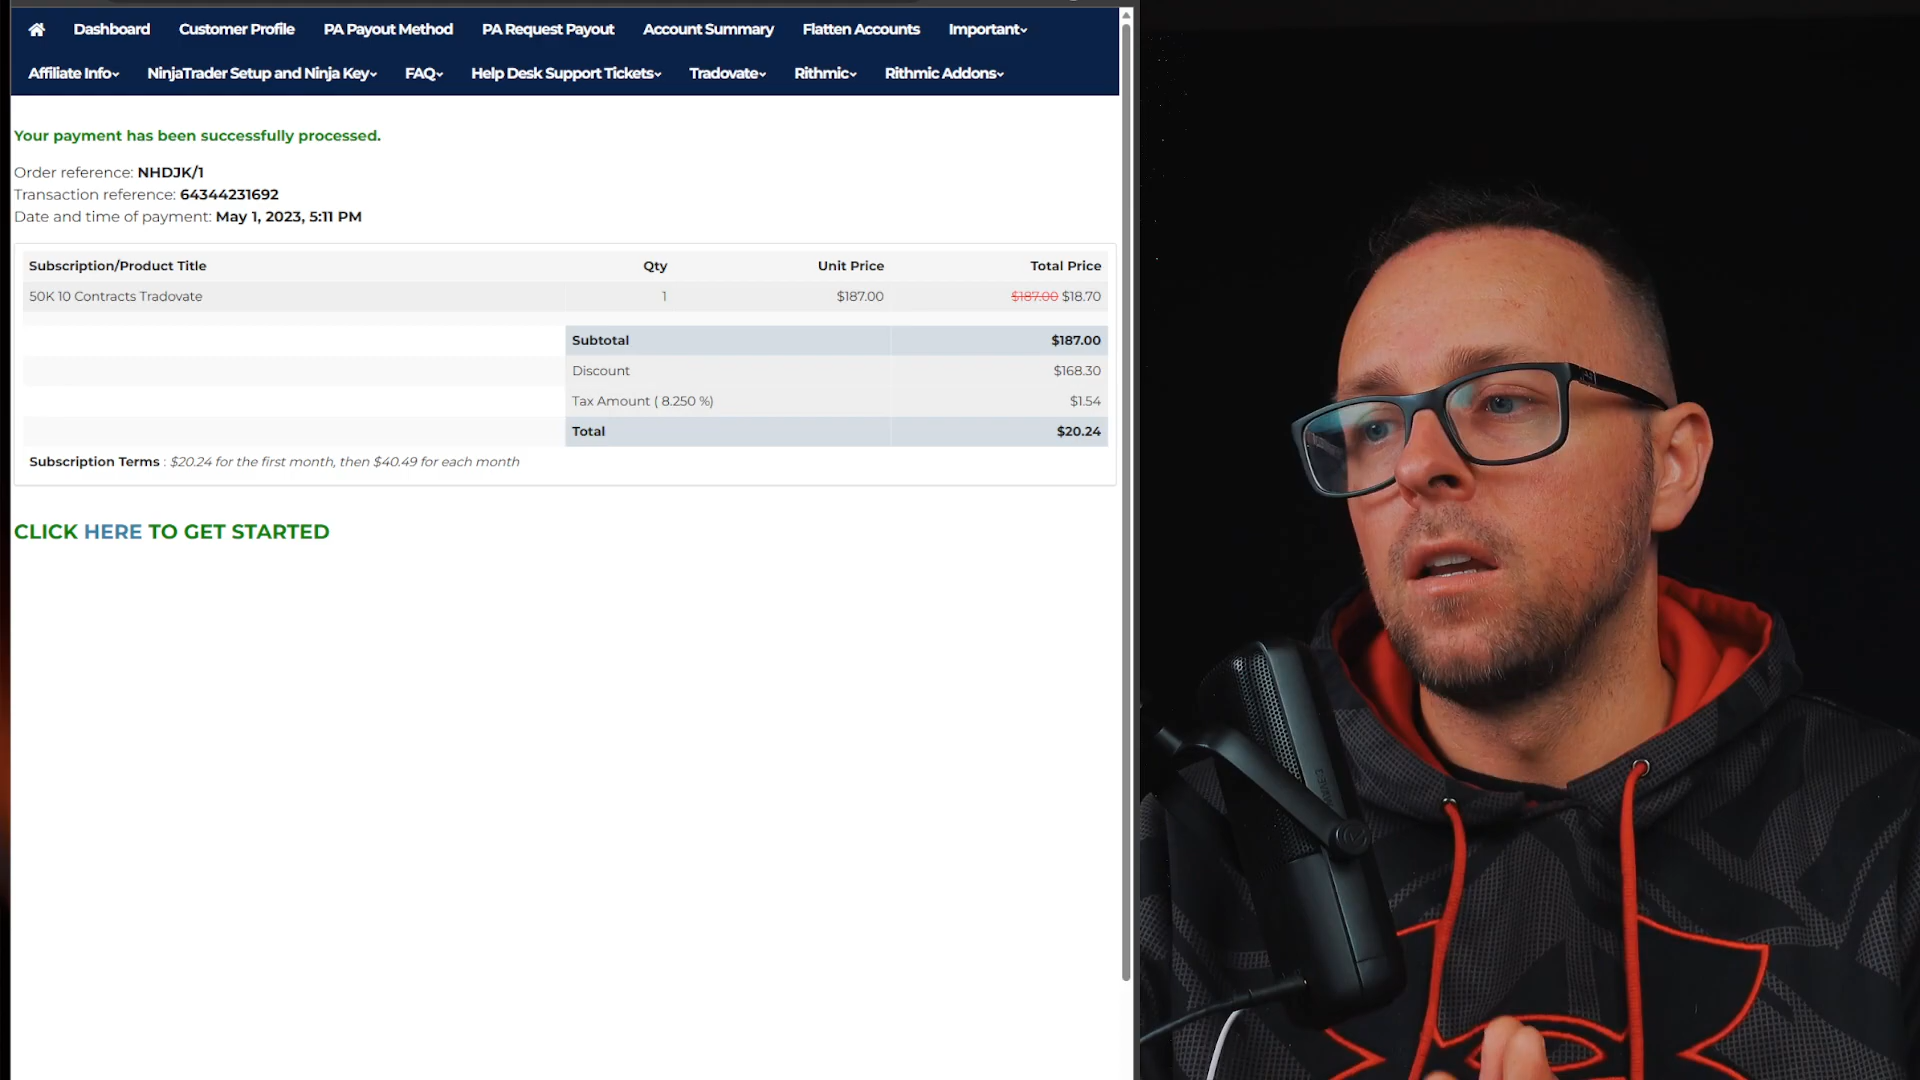 Dashboard Customer Profile PA Payout Method PA Request Payout Account Summary Flatten Accounts Important
Affiliate Info NinjaTrader Setup and Ninja Key FAQ Help Desk Support Tickets Tradovate Rithmic Rithmic Addons
Your payment has been successfully processed.
Order reference: NHDJK/1
Transaction reference: 64344231692
Date and time of payment: May 1, 2023, 5:11 PM
Subscription/Product Title Qty Unit Price Total Price
50K 10 Contracts Tradovate 1 $187.00 $187.00 $18.70
Subtotal $187.00
Discount $168.30
Tax Amount ( 8.250 %) $1.54
Total $20.24
Subscription Terms : $20.24 for the first month, then $40.49 for each month
CLICK HERE TO GET STARTED